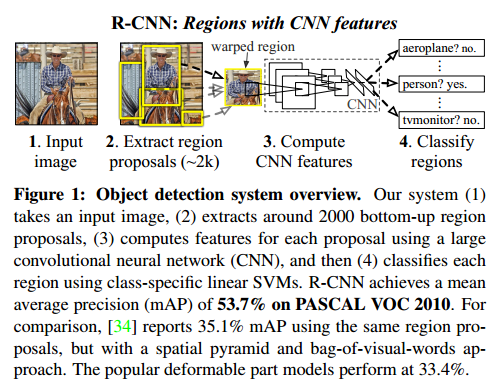 R-CNN: Regions with CNN features
warped region
aeroplane? no.
⋮
person? yes.
CNN
⋮
tvmonitor? no.
1. Input image
2. Extract region proposals (~2k)
3. Compute CNN features
4. Classify regions
Figure 1: Object detection system overview. Our system (1)
takes an input image, (2) extracts around 2000 bottom-up region
proposals, (3) computes features for each proposal using a large
convolutional neural network (CNN), and then (4) classifies each
region using class-specific linear SVMs. R-CNN achieves a mean
average precision (mAP) of 53.7% on PASCAL VOC 2010. For
comparison, [34] reports 35.1% mAP using the same region pro-
posals, but with a spatial pyramid and bag-of-visual-words ap-
proach. The popular deformable part models perform at 33.4%.